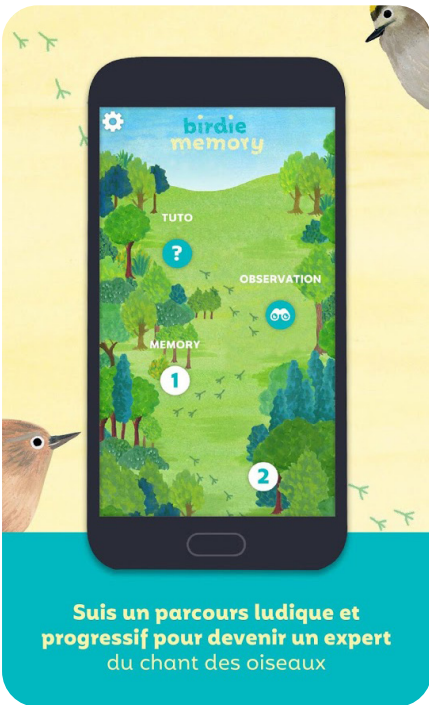 birdie
memory
TUTO
?
OBSERVATION
MEMORY
1
2
Suis un parcours ludique et
progressif pour devenir un expert
du chant des oiseaux